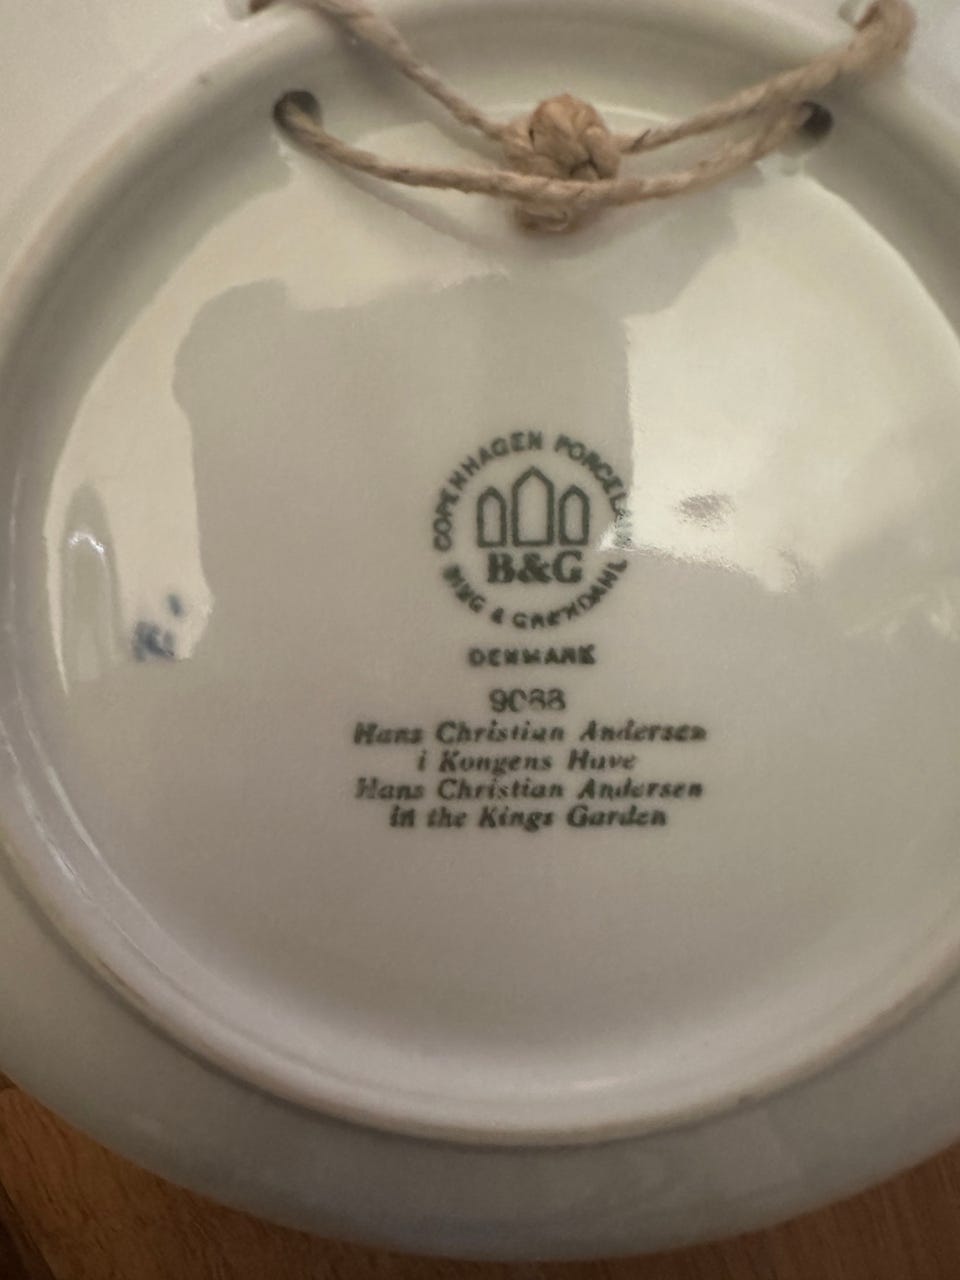 COPENHAGEN PORCELAIN
B&G
BING & GRØNDAHL
DENMARK
9088
Hans Christian Andersen
i Kongens Have
Hans Christian Andersen
in the Kings Garden